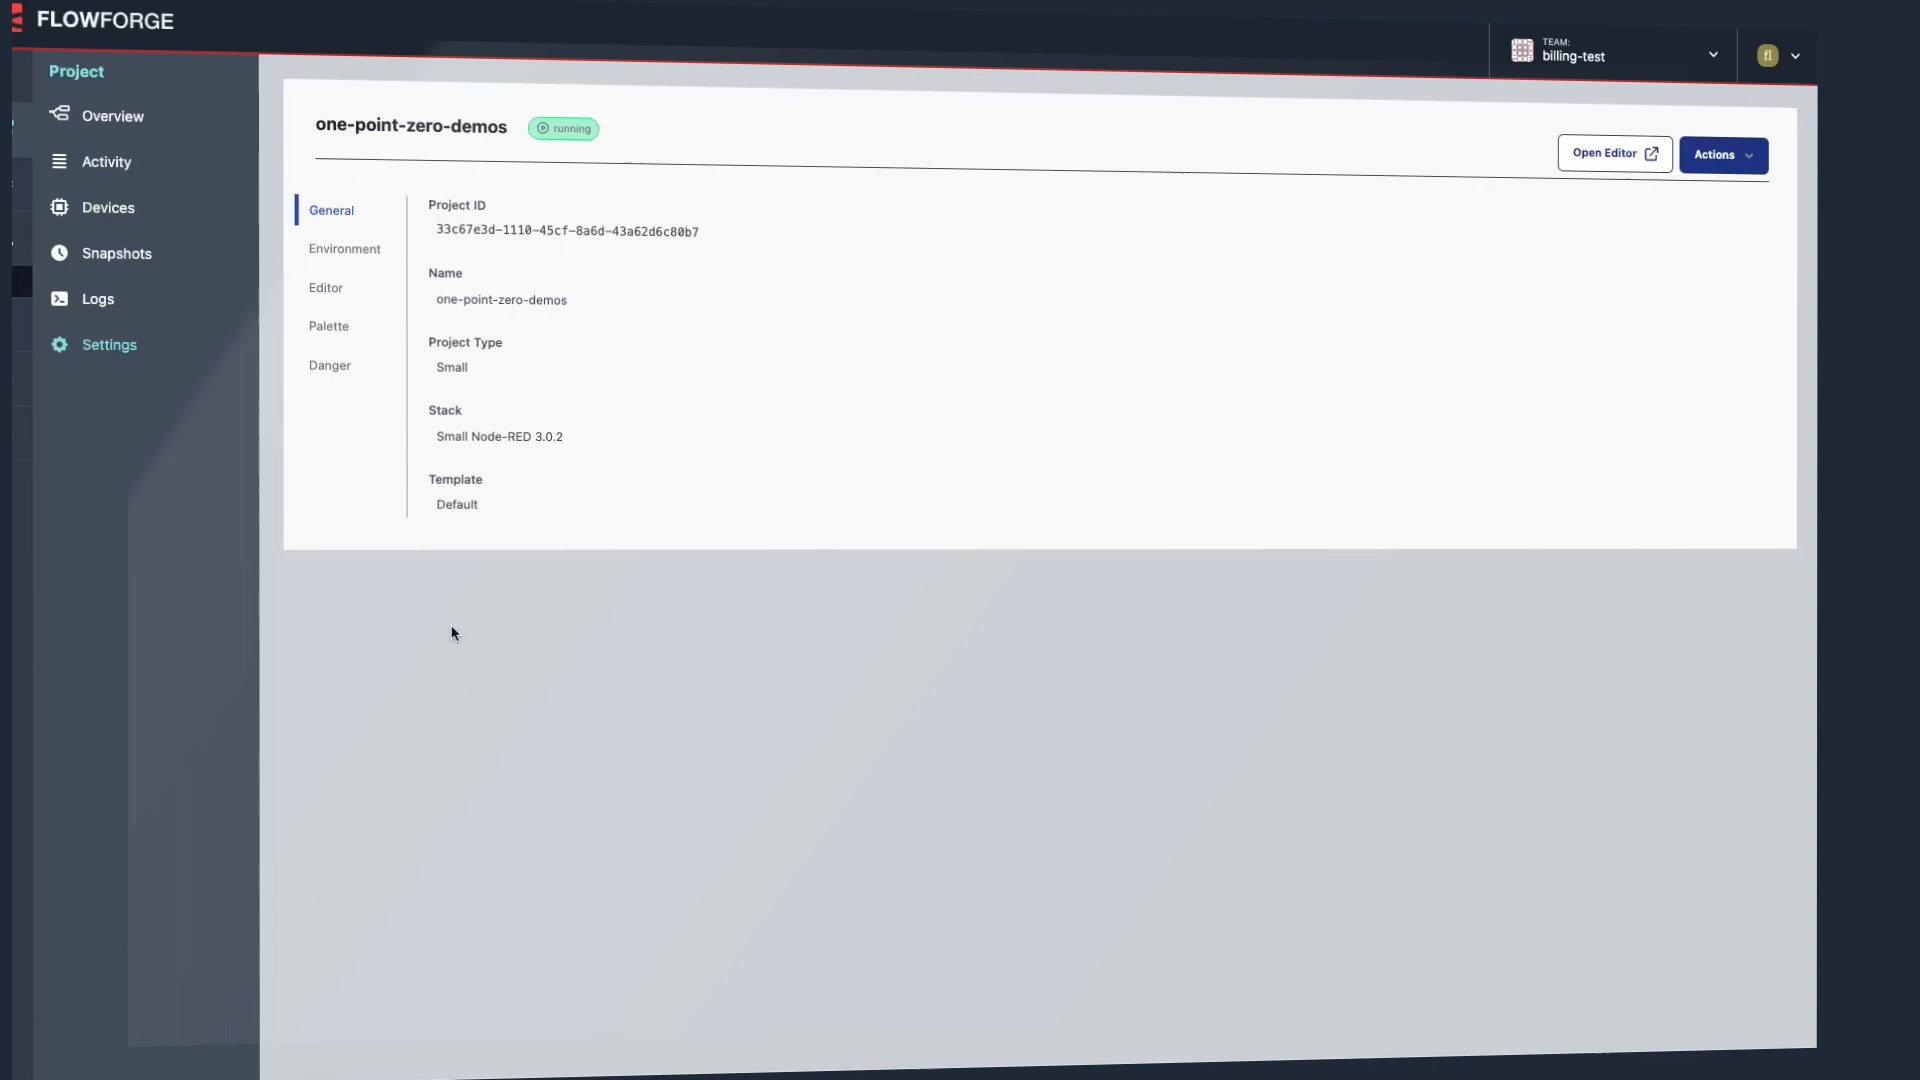 FLOWFORGE
TEAM:
billing-test
fl
Project
Overview
Activity
Devices
Snapshots
Logs
Settings
one-point-zero-demos
running
Open Editor
Actions
General
Environment
Editor
Palette
Danger
Project ID
33c67e3d-1110-45cf-8a6d-43a62d6c80b7
Name
one-point-zero-demos
Project Type
Small
Stack
Small Node-RED 3.0.2
Template
Default